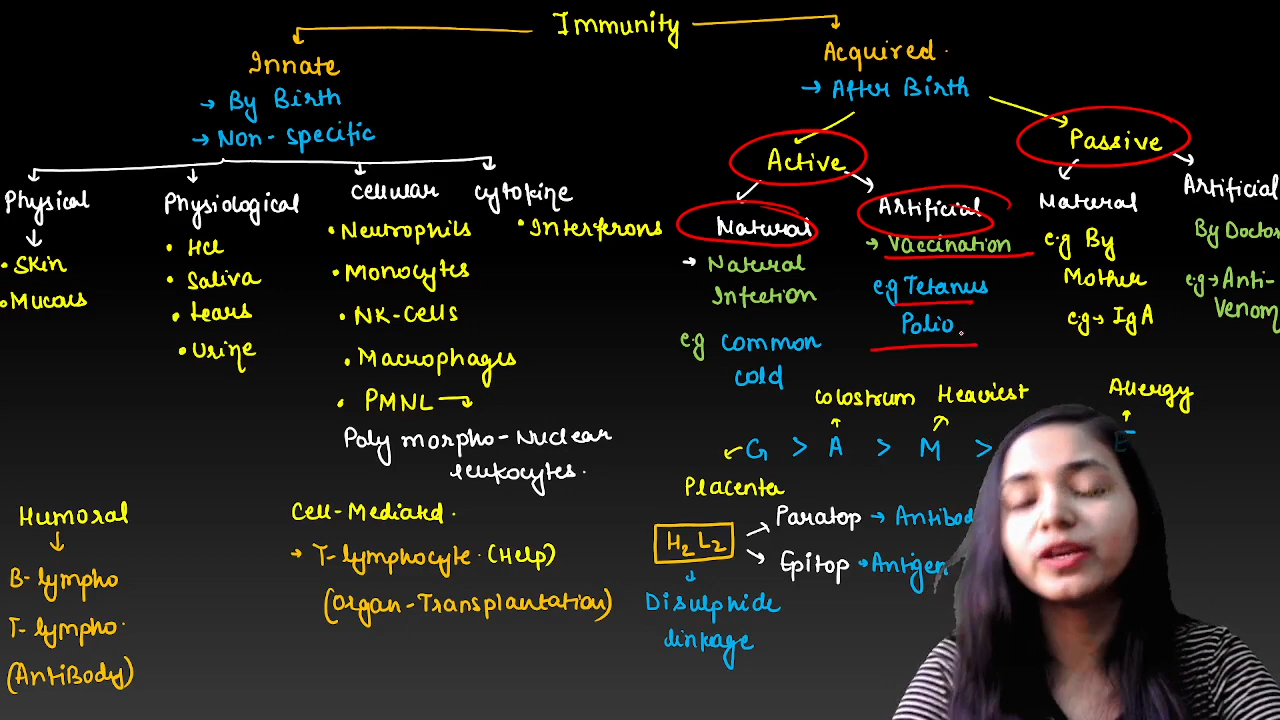 Immunity
Innate
→ By Birth
→ Non-specific
Physical
• Skin
• Mucous
Physiological
• Hcl
• Saliva
• tears
• Urine
Cellular
• Neutrophils
• Monocytes
• NK-Cells
• Macrophages
• PMNL →
Poly morpho-Nuclear
leukocytes.
Cytokine
• Interferons
Acquired.
→ After Birth
Active
Natural
→ Natural
Infection
e.g common
cold
Artificial
→ Vaccination
e.g Tetanus
Polio
Passive
Natural
e.g By
Mother
e.g → IgA
Artificial
By Doctor
e.g → Anti-
Venom
Colostrum Heaviest Allergy
G > A > M > E
Placenta
H2 L2
Paratop → Antibod
Epitop → Antigen
Disulphide
linkage
Humoral
B-lympho
T-lympho.
(AntiBody)
Cell-Mediated.
→ T-lymphocyte. (Help)
(Organ-Transplantation)